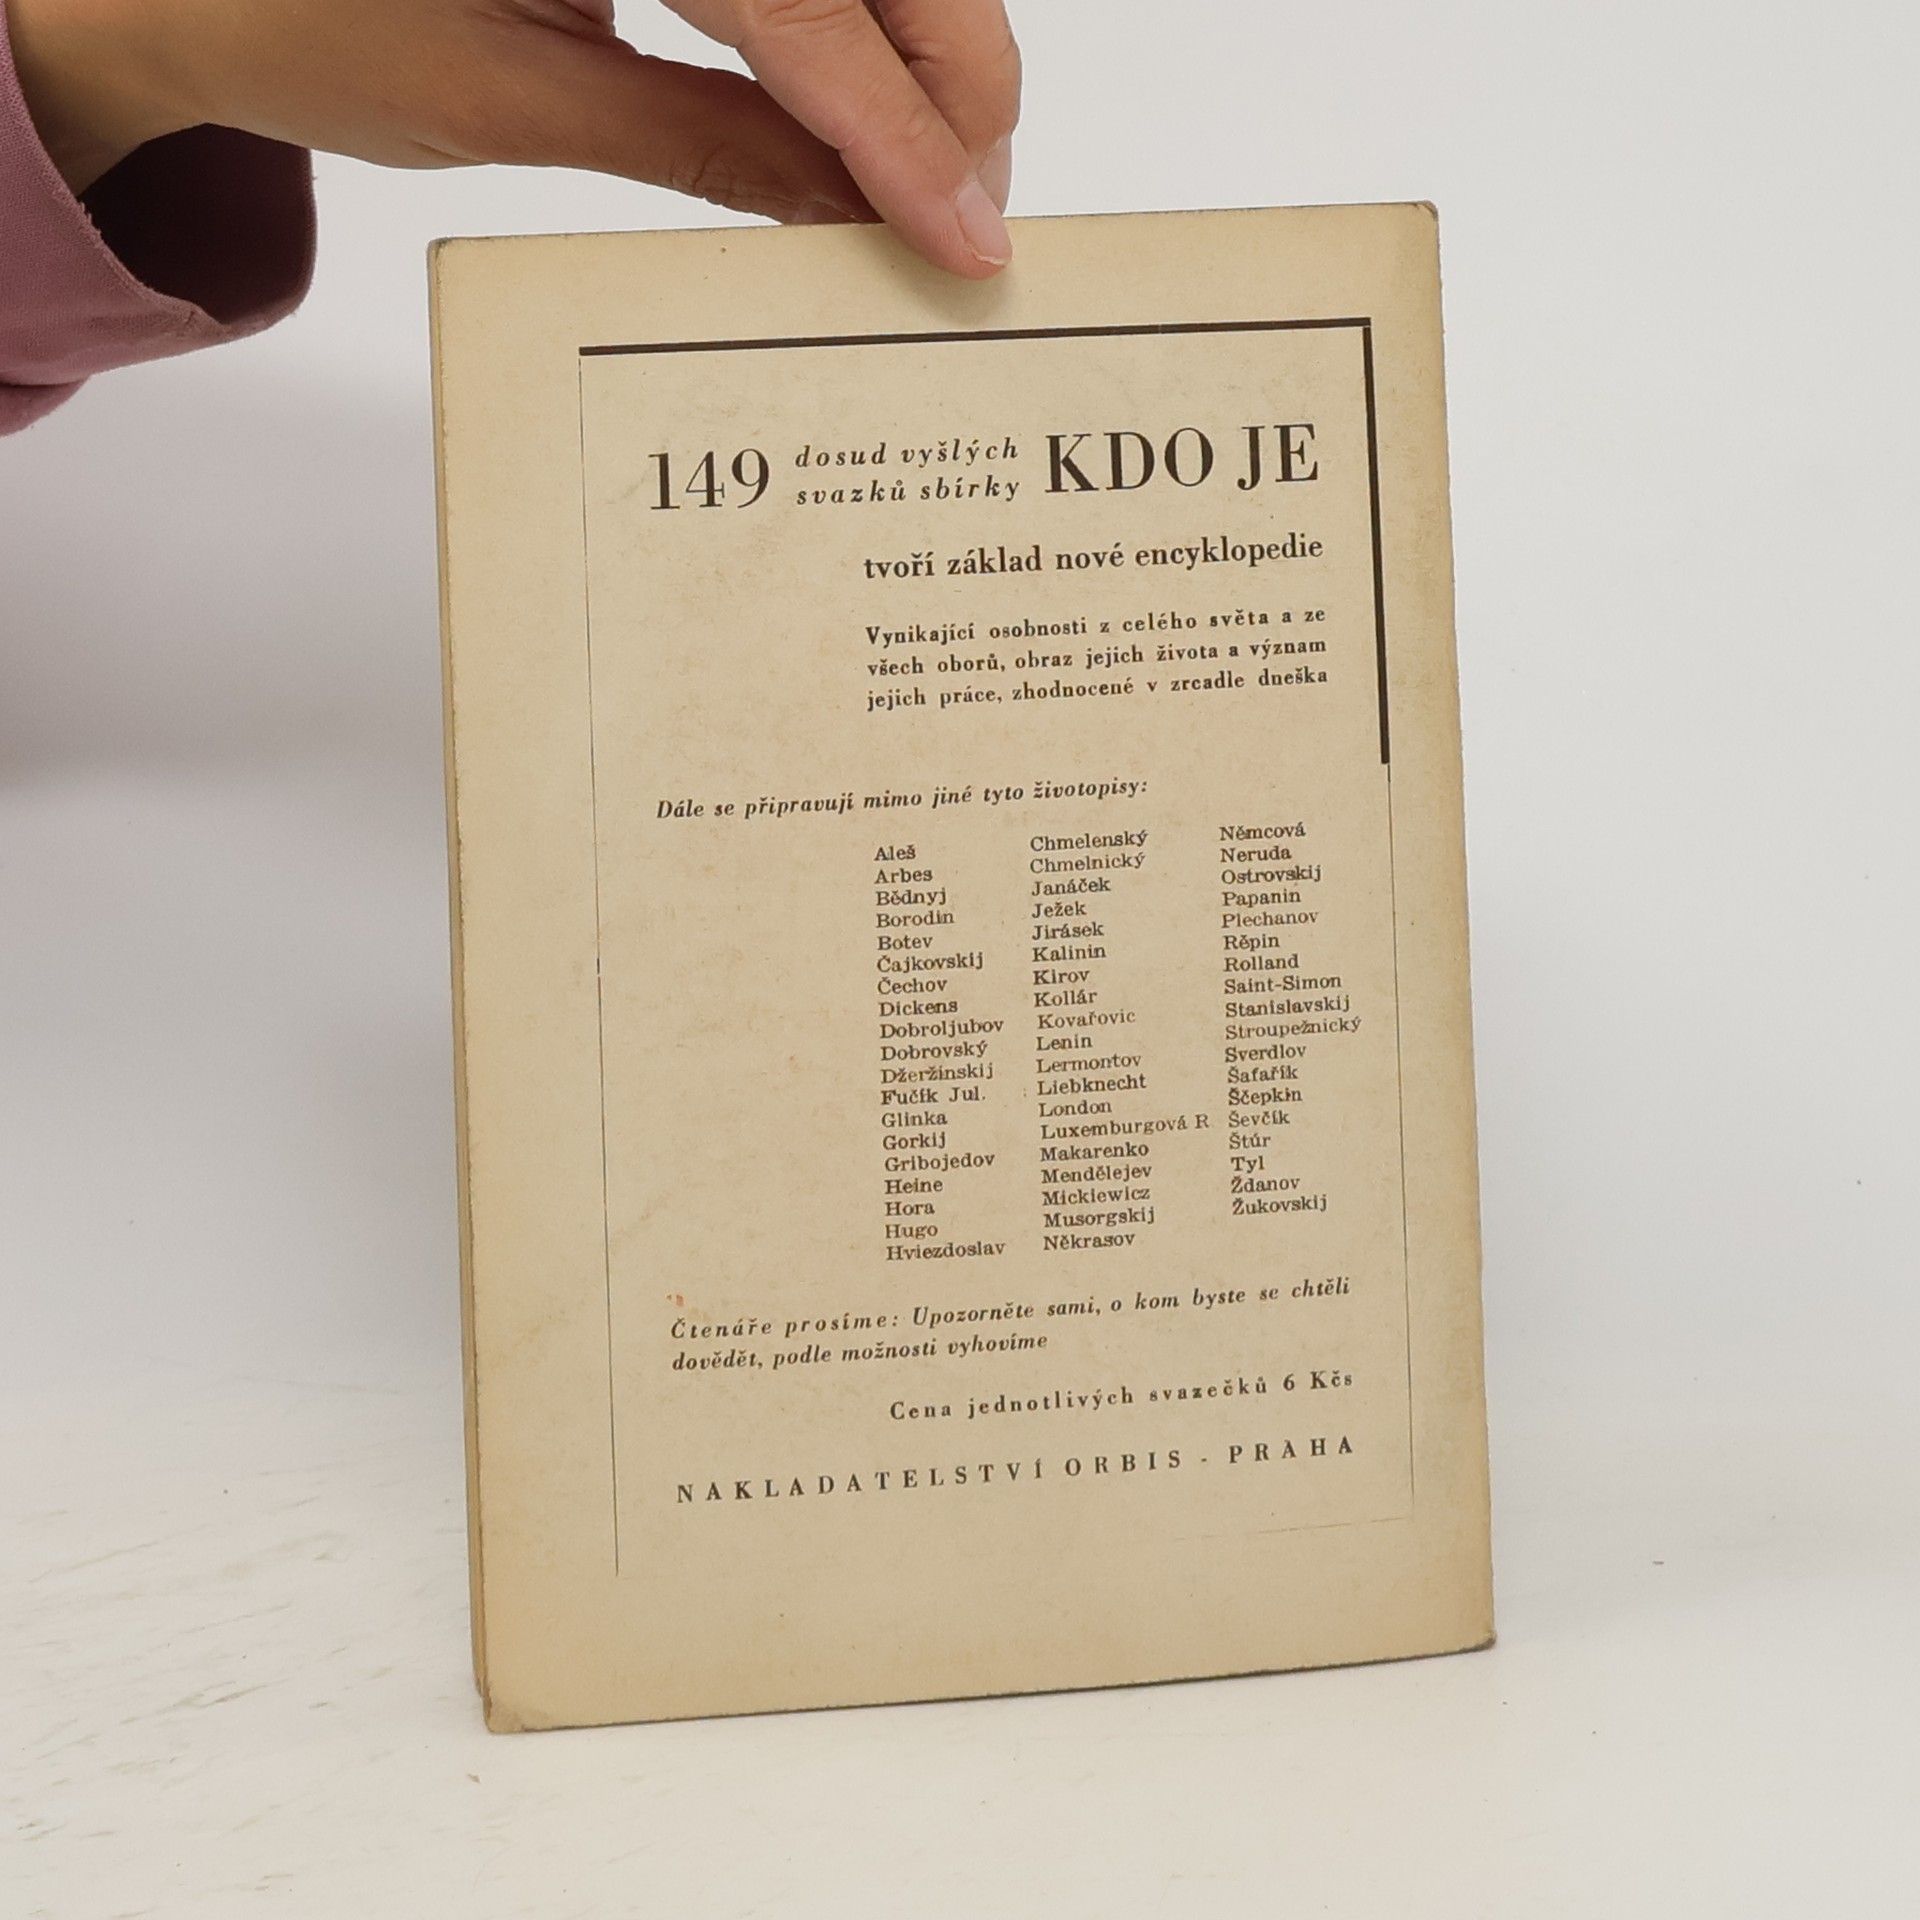 149 dosud vyšlých svazků sbírky KDO JE
tvoří základ nové encyklopedie
Vynikající osobnosti z celého světa a ze
všech oborů, obraz jejich života a význam
jejich práce, zhodnocené v zrcadle dneška
Dále se připravují mimo jiné tyto životopisy:
Aleš
Arbes
Bědnyj
Borodin
Botev
Čajkovskij
Čechov
Dickens
Dobroljubov
Dobrovský
Džeržinskij
Fučík Jul.
Glinka
Gorkij
Gribojedov
Heine
Hora
Hugo
Hviezdoslav
Chmelenský
Chmelnický
Janáček
Ježek
Jirásek
Kalinin
Kirov
Kollár
Kovařovic
Lenin
Lermontov
Liebknecht
London
Luxemburgová R
Makarenko
Mendělejev
Mickiewicz
Musorgskij
Někrasov
Němcová
Neruda
Ostrovskij
Papanin
Plechanov
Rěpin
Rolland
Saint-Simon
Stanislavskij
Stroupežnický
Sverdlov
Šafařík
Ščepkin
Ševčík
Štúr
Tyl
Ždanov
Žukovskij
Čtenáře prosíme: Upozorněte sami, o kom byste se chtěli
dovědět, podle možnosti vyhovíme
Cena jednotlivých svazečků 6 Kčs
NAKLADATELSTVÍ ORBIS - PRAHA